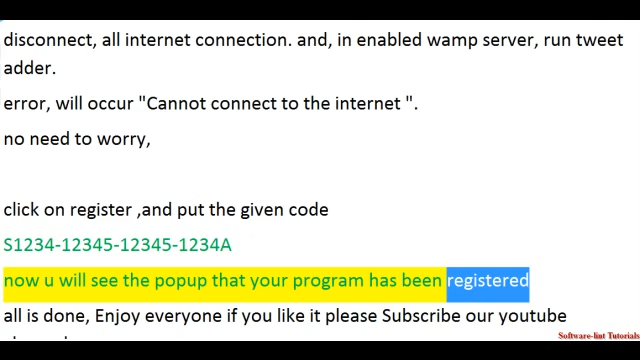 disconnect, all internet connection. and, in enabled wamp server, run tweet
adder.
error, will occur "Cannot connect to the internet ".
no need to worry,
click on register ,and put the given code
S1234-12345-12345-1234A
now u will see the popup that your program has been registered
all is done, Enjoy everyone if you like it please Subscribe our youtube
Software-lint Tutorials